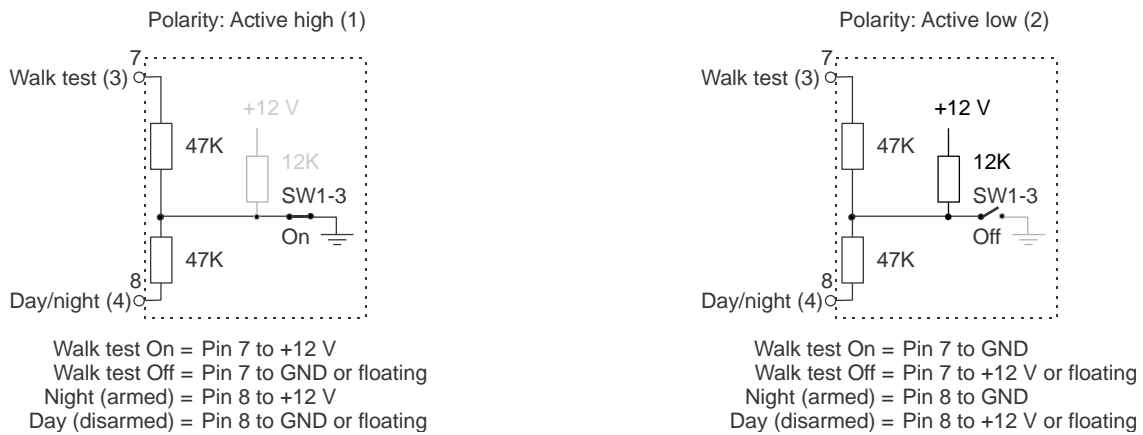 Polarity: Active high (1)
7
Walk test (3)
+12 V
47K
12K
SW1-3
On
47K
8
Day/night (4)
Walk test On = Pin 7 to +12 V
Walk test Off = Pin 7 to GND or floating
Night (armed) = Pin 8 to +12 V
Day (disarmed) = Pin 8 to GND or floating
Polarity: Active low (2)
7
Walk test (3)
+12 V
47K
12K
SW1-3
Off
47K
8
Day/night (4)
Walk test On = Pin 7 to GND
Walk test Off = Pin 7 to +12 V or floating
Night (armed) = Pin 8 to GND
Day (disarmed) = Pin 8 to +12 V or floating